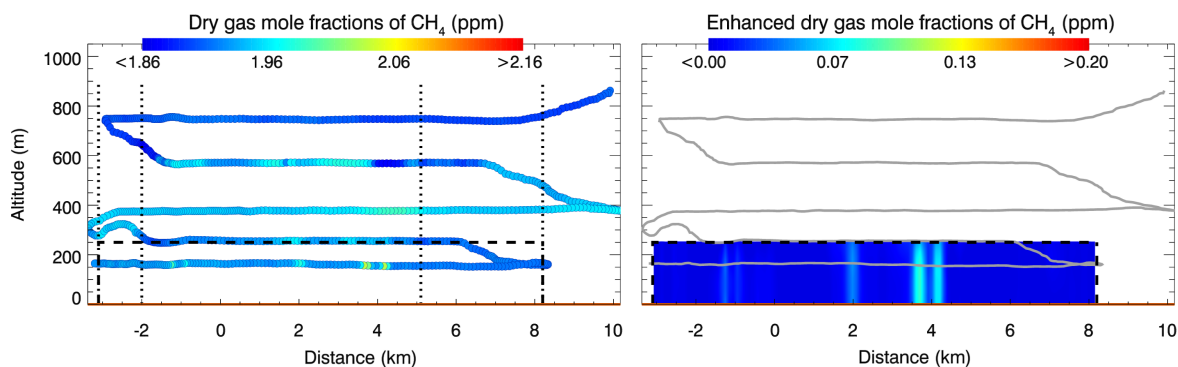 Dry gas mole fractions of CH4 (ppm)
<1.86 1.96 2.06 >2.16
1000
800
600
400
200
0
Altitude (m)
-2 0 2 4 6 8 10
Distance (km)
Enhanced dry gas mole fractions of CH4 (ppm)
<0.00 0.07 0.13 >0.20
-2 0 2 4 6 8 10
Distance (km)